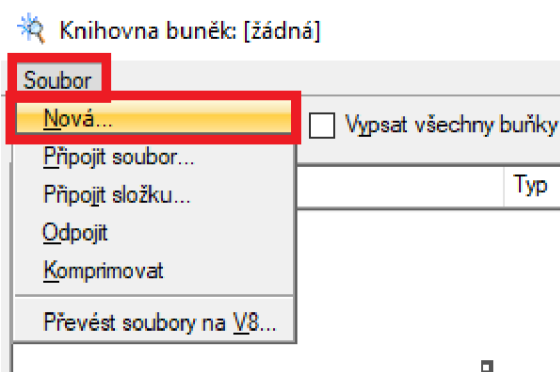 Knihovna buněk: [žádná]
Soubor
Nová...
Vypsat všechny buňky
Připojit soubor...
Připojit složku...
Typ
Odpojit
Komprimovat
Převést soubory na V8...